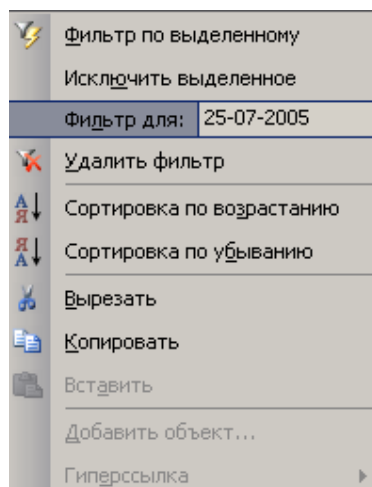 Фильтр по выделенному
Исключить выделенное
Фильтр для: 25-07-2005
Удалить фильтр
Сортировка по возрастанию
Сортировка по убыванию
Вырезать
Копировать
Вставить
Добавить объект...
Гиперссылка